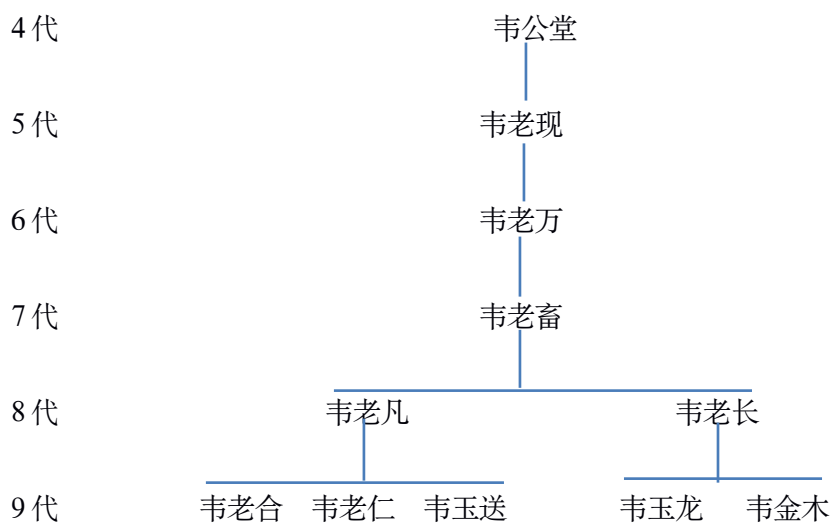 4代 韦公堂
5代 韦老现
6代 韦老万
7代 韦老畜
8代 韦老凡 韦老长
9代 韦老合 韦老仁 韦玉送 韦玉龙 韦金木